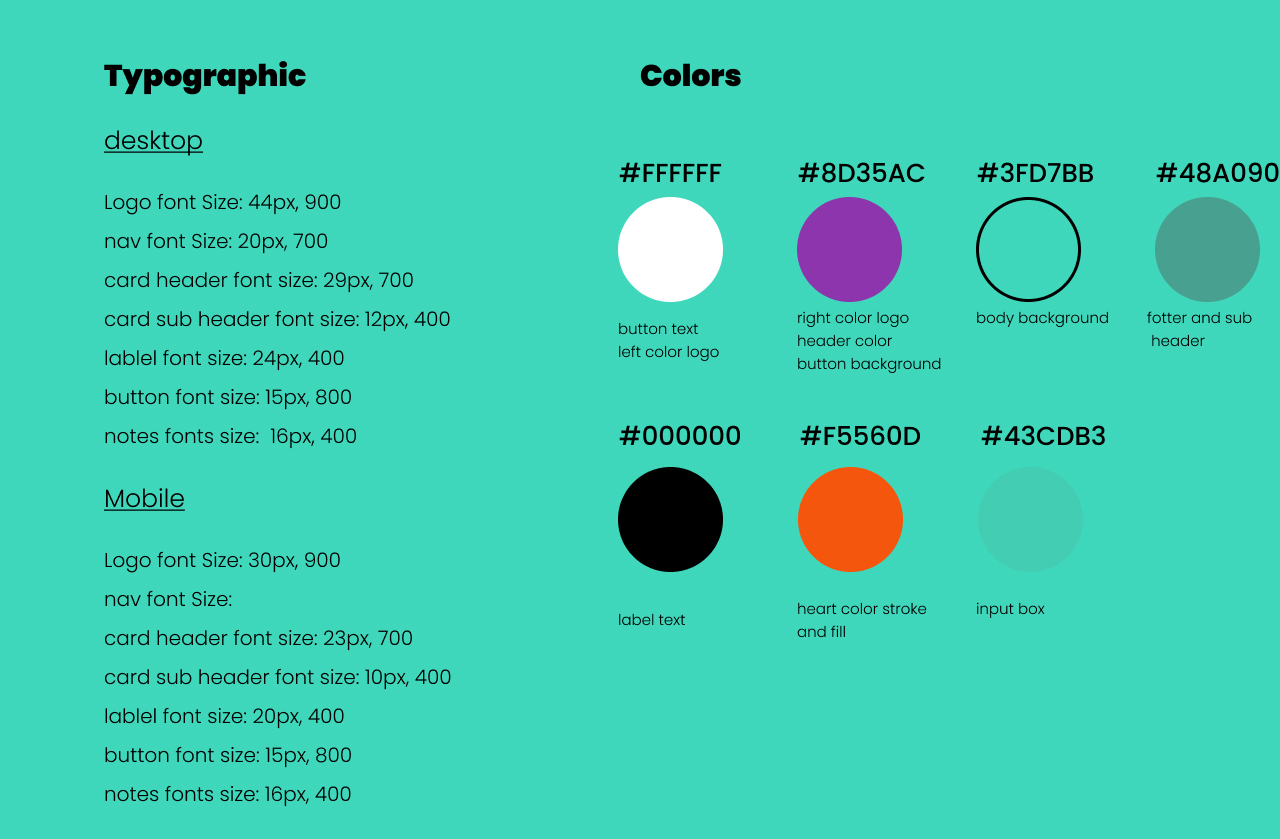 Typographic
desktop
Logo font Size: 44px, 900
nav font Size: 20px, 700
card header font size: 29px, 700
card sub header font size: 12px, 400
lablel font size: 24px, 400
button font size: 15px, 800
notes fonts size:  16px, 400
Mobile
Logo font Size: 30px, 900
nav font Size:
card header font size: 23px, 700
card sub header font size: 10px, 400
lablel font size: 20px, 400
button font size: 15px, 800
notes fonts size: 16px, 400
Colors
#FFFFFF
button text
left color logo
#8D35AC
right color logo
header color
button background
#3FD7BB
body background
#48A090
fotter and sub
header
#000000
label text
#F5560D
heart color stroke
and fill
#43CDB3
input box